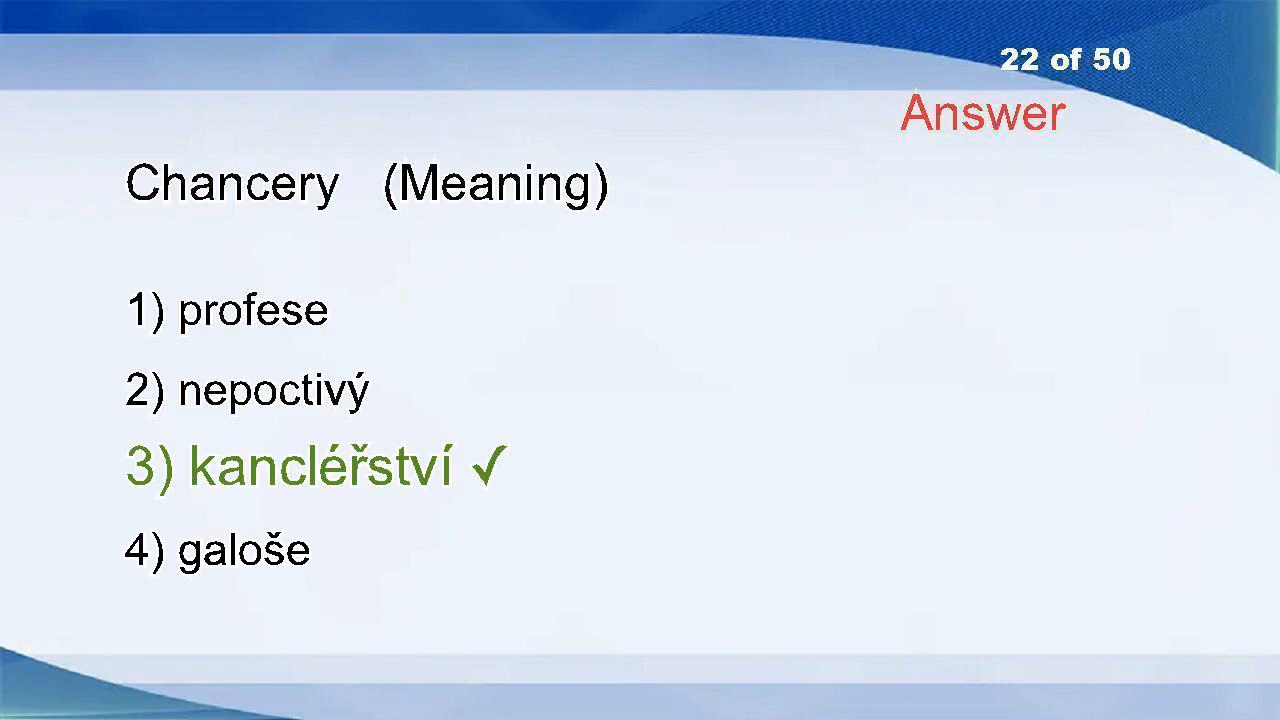 22 of 50
Answer
Chancery (Meaning)
1) profese
2) nepoctivý
3) kancléřství ✓
4) galoše